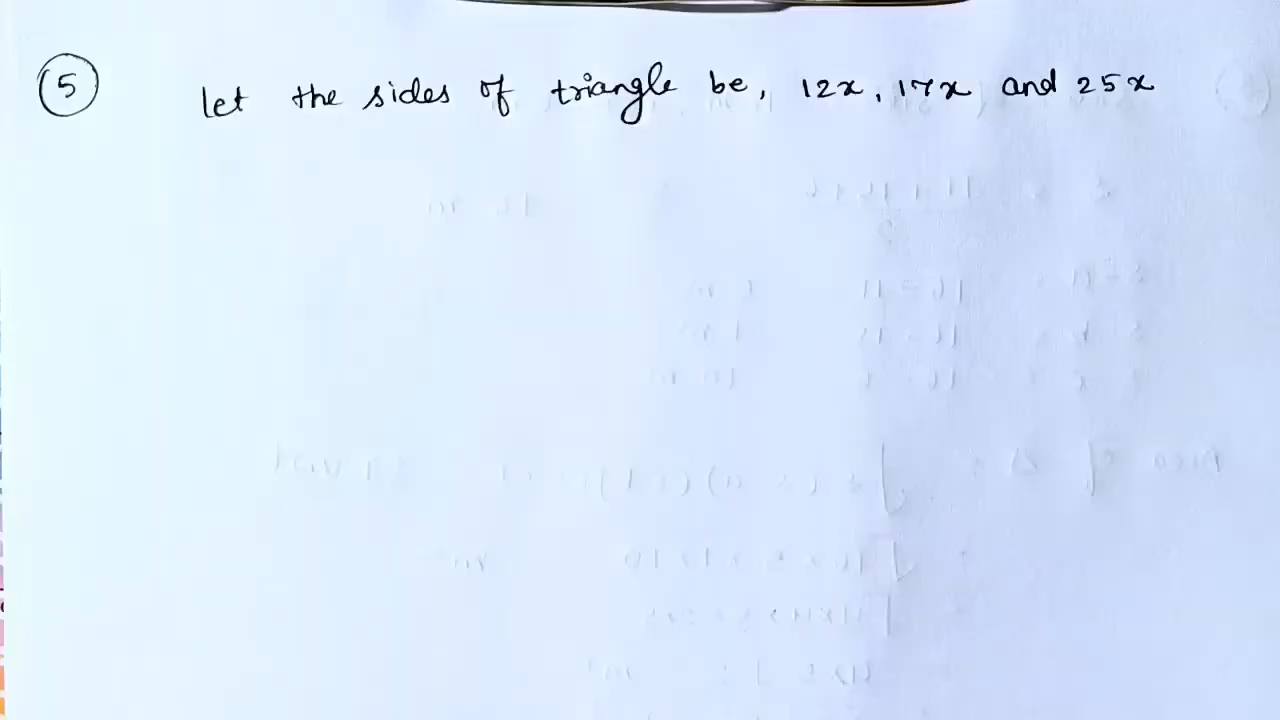 5 let the sides of triangle be, 12x, 17x and 25x